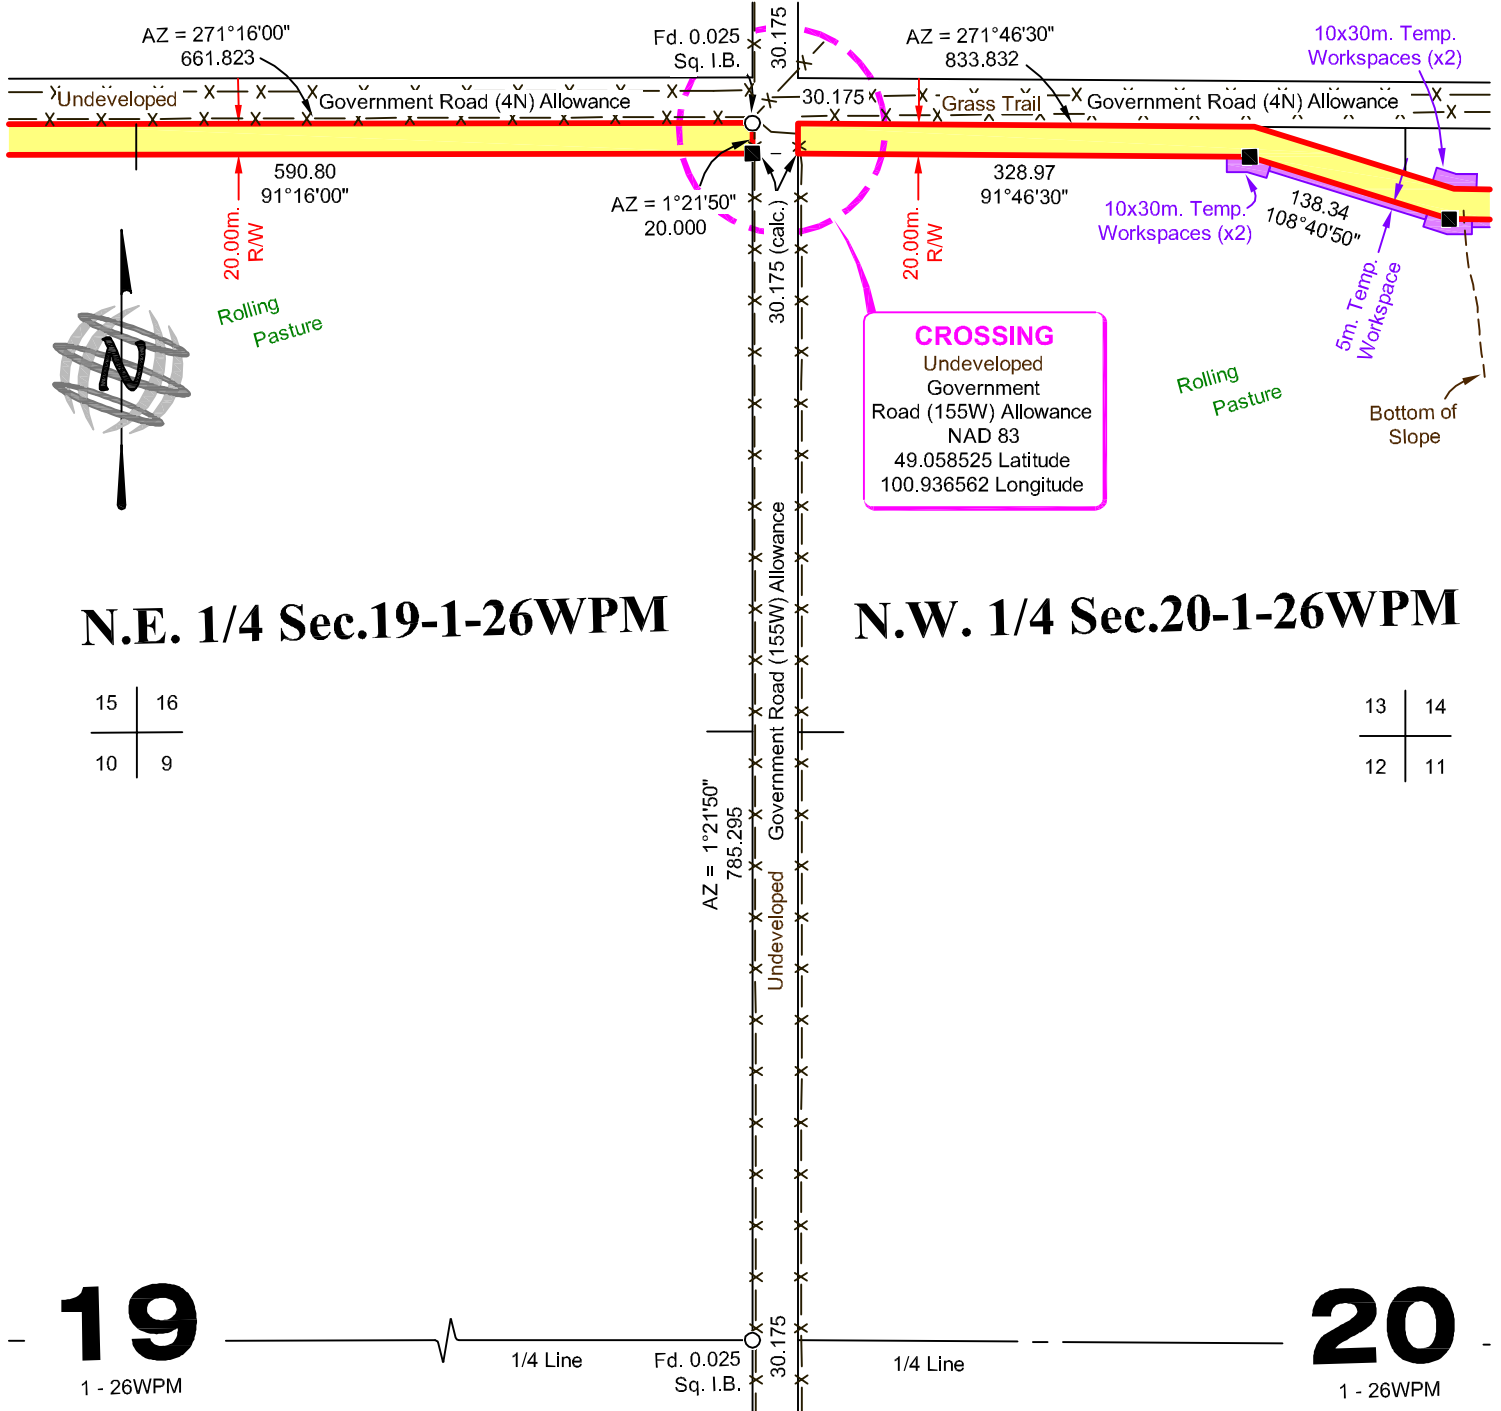 AZ = 271°16'00"
661.823
Fd. 0.025
Sq. I.B.
30.175
AZ = 271°46'30"
833.832
10x30m. Temp.
Workspaces (x2)
Undeveloped
Government Road (4N) Allowance
30.175
Grass Trail
Government Road (4N) Allowance
590.80
91°16'00"
20.00m.
R/W
AZ = 1°21'50"
20.000
30.175 (calc.)
328.97
91°46'30"
20.00m.
R/W
10x30m. Temp.
Workspaces (x2)
138.34
108°40'50"
5m. Temp.
Workspace
Rolling
Pasture
N
CROSSING
Undeveloped
Government
Road (155W) Allowance
NAD 83
49.058525 Latitude
100.936562 Longitude
Rolling
Pasture
Bottom of
Slope
N.E. 1/4 Sec.19-1-26WPM
N.W. 1/4 Sec.20-1-26WPM
Government Road (155W) Allowance
15 16
10 9
13 14
12 11
AZ = 1°21'50"
785.295
Undeveloped
19
1 - 26WPM
1/4 Line
Fd. 0.025
Sq. I.B.
30.175
1/4 Line
20
1 - 26WPM